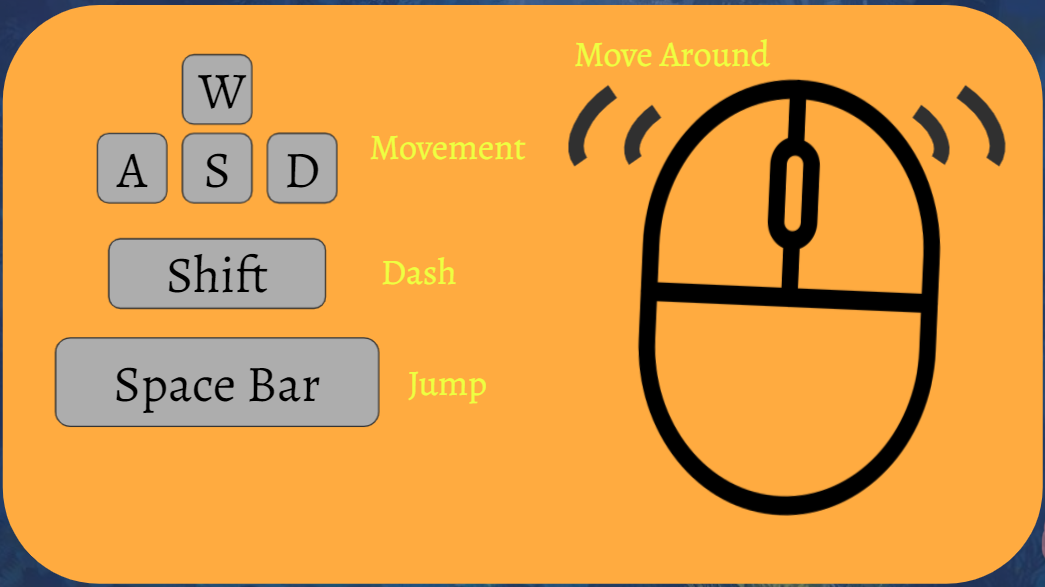 Move Around
W
A S D
Movement
Shift
Dash
Space Bar
Jump